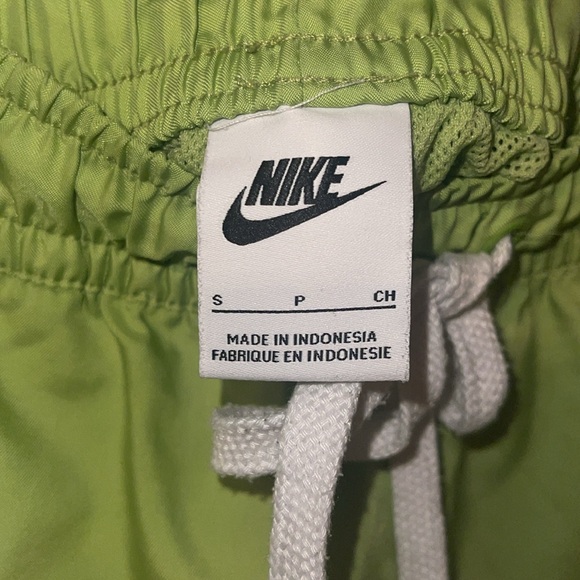 NIKE
S P CH
MADE IN INDONESIA
FABRIQUE EN INDONESIE